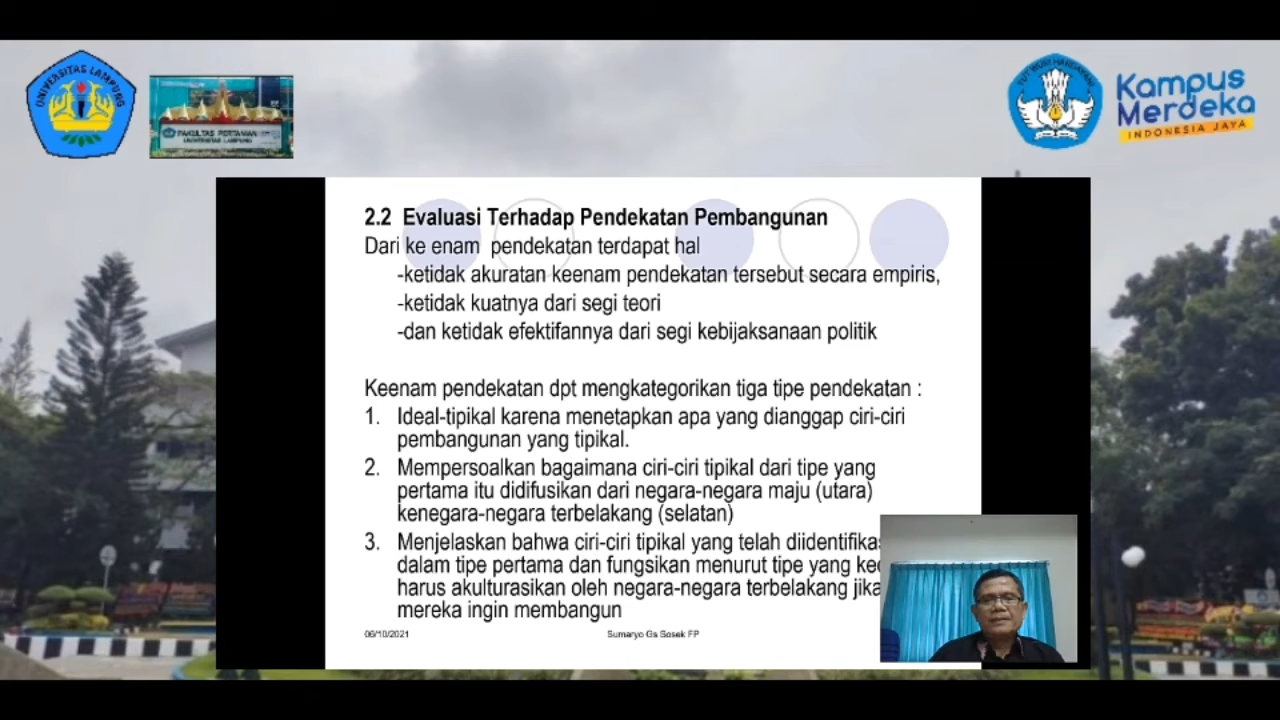 UNIVERSITAS LAMPUNG
FAKULTAS PERTANIAN
UNIVERSITAS LAMPUNG
TUT WURI HANDAYANI
Kampus
Merdeka
INDONESIA JAYA
2.2 Evaluasi Terhadap Pendekatan Pembangunan
Dari ke enam pendekatan terdapat hal
-ketidak akuratan keenam pendekatan tersebut secara empiris,
-ketidak kuatnya dari segi teori
-dan ketidak efektifannya dari segi kebijaksanaan politik
Keenam pendekatan dpt mengkategorikan tiga tipe pendekatan :
1. Ideal-tipikal karena menetapkan apa yang dianggap ciri-ciri
pembangunan yang tipikal.
2. Mempersoalkan bagaimana ciri-ciri tipikal dari tipe yang
pertama itu didifusikan dari negara-negara maju (utara)
kenegara-negara terbelakang (selatan)
3. Menjelaskan bahwa ciri-ciri tipikal yang telah diidentifikas
dalam tipe pertama dan fungsikan menurut tipe yang ked
harus akulturasikan oleh negara-negara terbelakang jika
mereka ingin membangun
06/10/2021
Sumaryo Gs Sosek FP